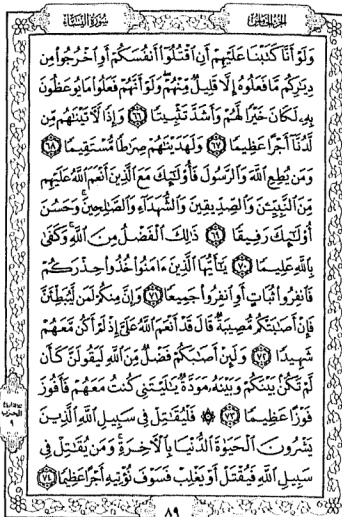 الجزء الخامس
سورة النساء
وَلَوْ أَنَّا كَتَبْنَا عَلَيْهِمْ أَنِ ٱقْتُلُوٓا۟ أَنفُسَكُمْ أَوِ ٱخْرُجُوا۟ مِن
دِيَٰرِكُم مَّا فَعَلُوهُ إِلَّا قَلِيلٌ مِّنْهُمْ وَلَوْ أَنَّهُمْ فَعَلُوا۟ مَا يُوعَظُونَ
بِهِۦ لَكَانَ خَيْرًا لَّهُمْ وَأَشَدَّ تَثْبِيتًا ٦٦ وَإِذًا لَّءَاتَيْنَٰهُم مِّن
لَّدُنَّآ أَجْرًا عَظِيمًا ٦٧ وَلَهَدَيْنَٰهُمْ صِرَٰطًا مُّسْتَقِيمًا ٦٨
وَمَن يُطِعِ ٱللَّهَ وَٱلرَّسُولَ فَأُو۟لَٰٓئِكَ مَعَ ٱلَّذِينَ أَنْعَمَ ٱللَّهُ عَلَيْهِم
مِّنَ ٱلنَّبِيِّـۧنَ وَٱلصِّدِّيقِينَ وَٱلشُّهَدَآءِ وَٱلصَّٰلِحِينَ وَحَسُنَ
أُو۟لَٰٓئِكَ رَفِيقًا ٦٩ ذَٰلِكَ ٱلْفَضْلُ مِنَ ٱللَّهِ وَكَفَىٰ
بِٱللَّهِ عَلِيمًا ٧٠ يَٰٓأَيُّهَا ٱلَّذِينَ ءَامَنُوا۟ خُذُوا۟ حِذْرَكُمْ
فَٱنفِرُوا۟ ثُبَاتٍ أَوِ ٱنفِرُوا۟ جَمِيعًا ٧١ وَإِنَّ مِنكُمْ لَمَن لَّيُبَطِّئَنَّ
فَإِنْ أَصَٰبَتْكُم مُّصِيبَةٌ قَالَ قَدْ أَنْعَمَ ٱللَّهُ عَلَىَّ إِذْ لَمْ أَكُن مَّعَهُمْ
شَهِيدًا ٧٢ وَلَئِنْ أَصَٰبَكُمْ فَضْلٌ مِّنَ ٱللَّهِ لَيَقُولَنَّ كَأَن
لَّمْ تَكُنۢ بَيْنَكُمْ وَبَيْنَهُۥ مَوَدَّةٌ يَٰلَيْتَنِى كُنتُ مَعَهُمْ فَأَفُوزَ
فَوْزًا عَظِيمًا ٧٣ ۞ فَلْيُقَٰتِلْ فِى سَبِيلِ ٱللَّهِ ٱلَّذِينَ
يَشْرُونَ ٱلْحَيَوٰةَ ٱلدُّنْيَا بِٱلْءَاخِرَةِ وَمَن يُقَٰتِلْ فِى
سَبِيلِ ٱللَّهِ فَيُقْتَلْ أَوْ يَغْلِبْ فَسَوْفَ نُؤْتِيهِ أَجْرًا عَظِيمًا ٧٤
الحزب
٩
٨٩